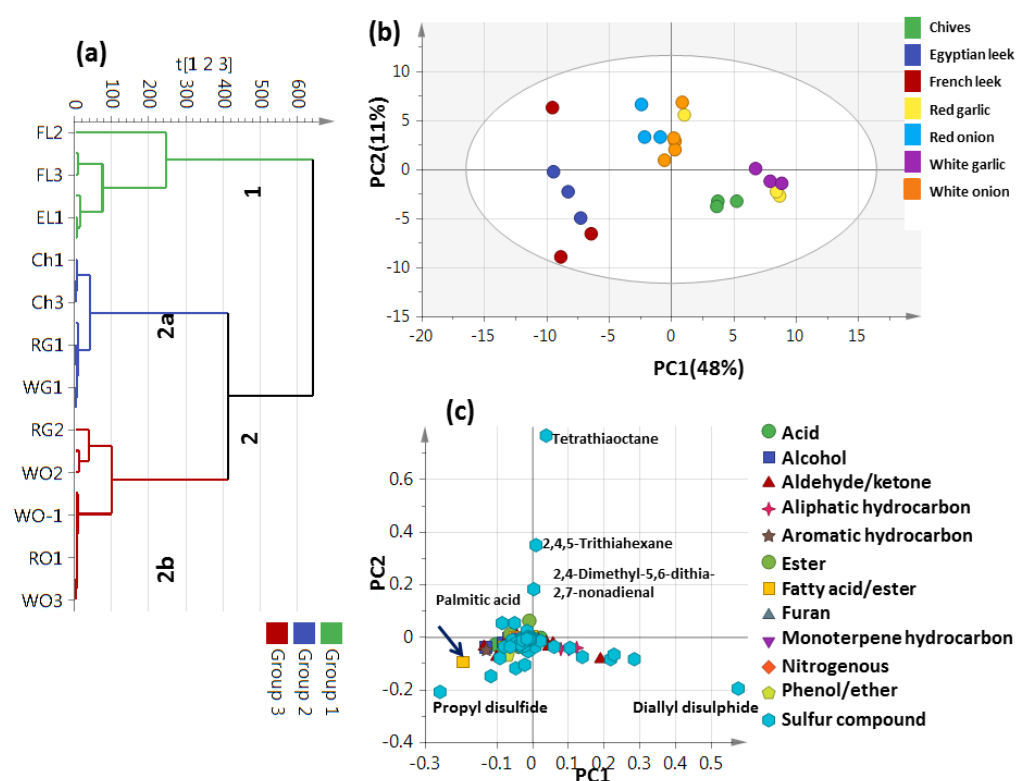 (a)
t[1 2 3]
0
100
200
300
400
500
600
FL2
FL3
EL1
Ch1
Ch3
RG1
WG1
RG2
WO2
WO-1
RO1
WO3
1
2a
2
2b
Group 3
Group 2
Group 1
(b)
PC2(11%)
10
5
0
-5
-10
-15
-20
-15
-10
-5
0
5
10
15
PC1(48%)
Chives
Egyptian leek
French leek
Red garlic
Red onion
White garlic
White onion
(c)
PC2
0.6
0.4
0.2
0
-0.2
-0.4
-0.3
-0.2
-0.1
0
0.1
0.2
0.3
0.4
0.5
PC1
Tetrathiaoctane
2,4,5-Trithiahexane
2,4-Dimethyl-5,6-dithia-
2,7-nonadienal
Palmitic acid
Propyl disulfide
Diallyl disulphide
Acid
Alcohol
Aldehyde/ketone
Aliphatic hydrocarbon
Aromatic hydrocarbon
Ester
Fatty acid/ester
Furan
Monoterpene hydrocarbon
Nitrogenous
Phenol/ether
Sulfur compound